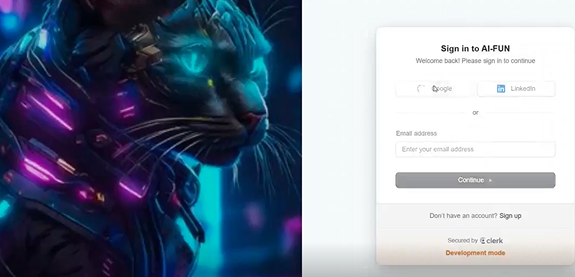 Sign in to AI-FUN
Welcome back! Please sign in to continue
Google LinkedIn
or
Email address
Enter your email address
Continue
Don't have an account? Sign up
Secured by clerk
Development mode